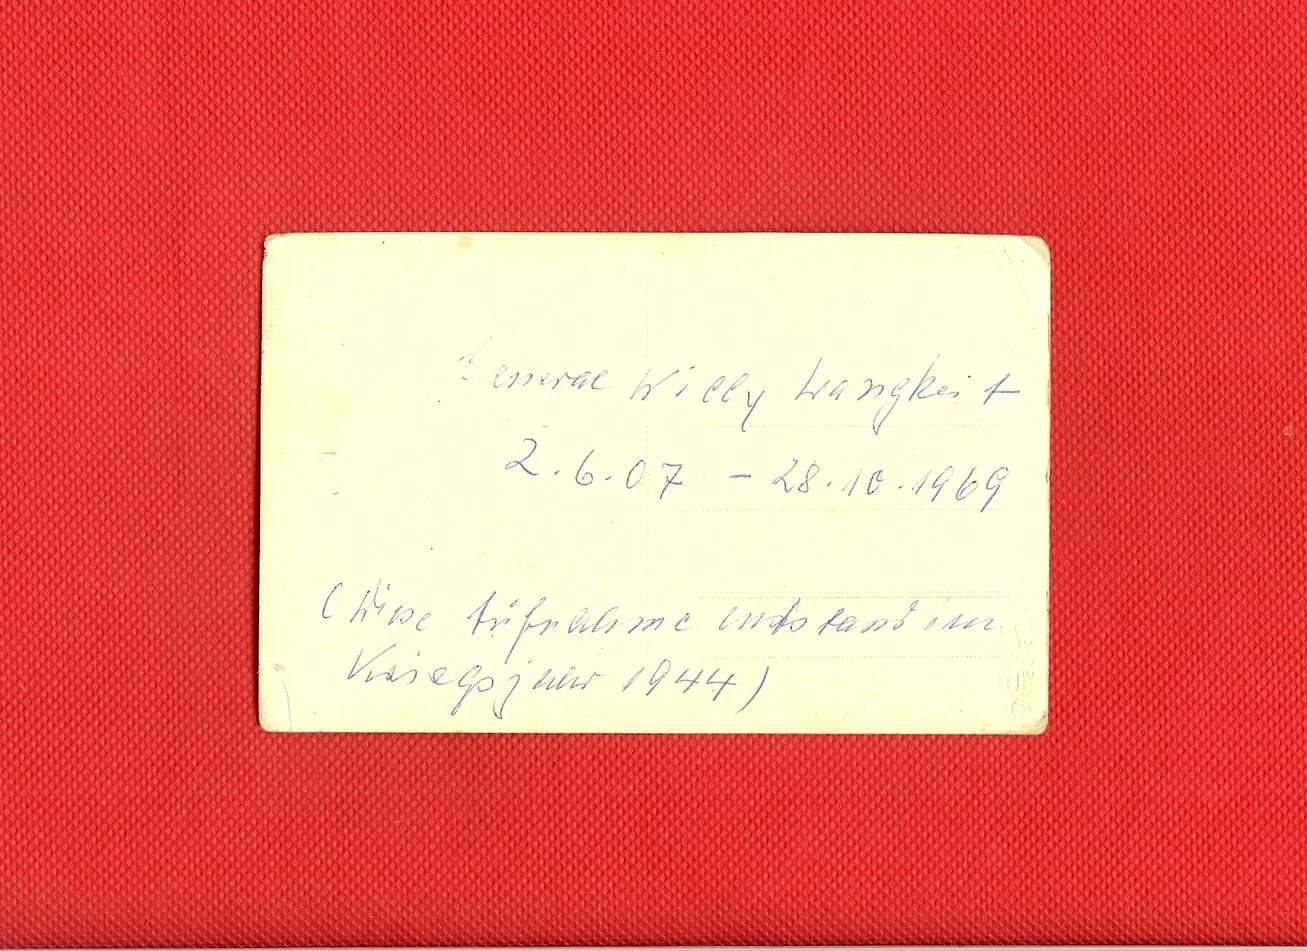 General Willy Langkeit
2.6.07 - 28.10.1969
(Diese Aufnahme entstand im
Kriegsjahr 1944)